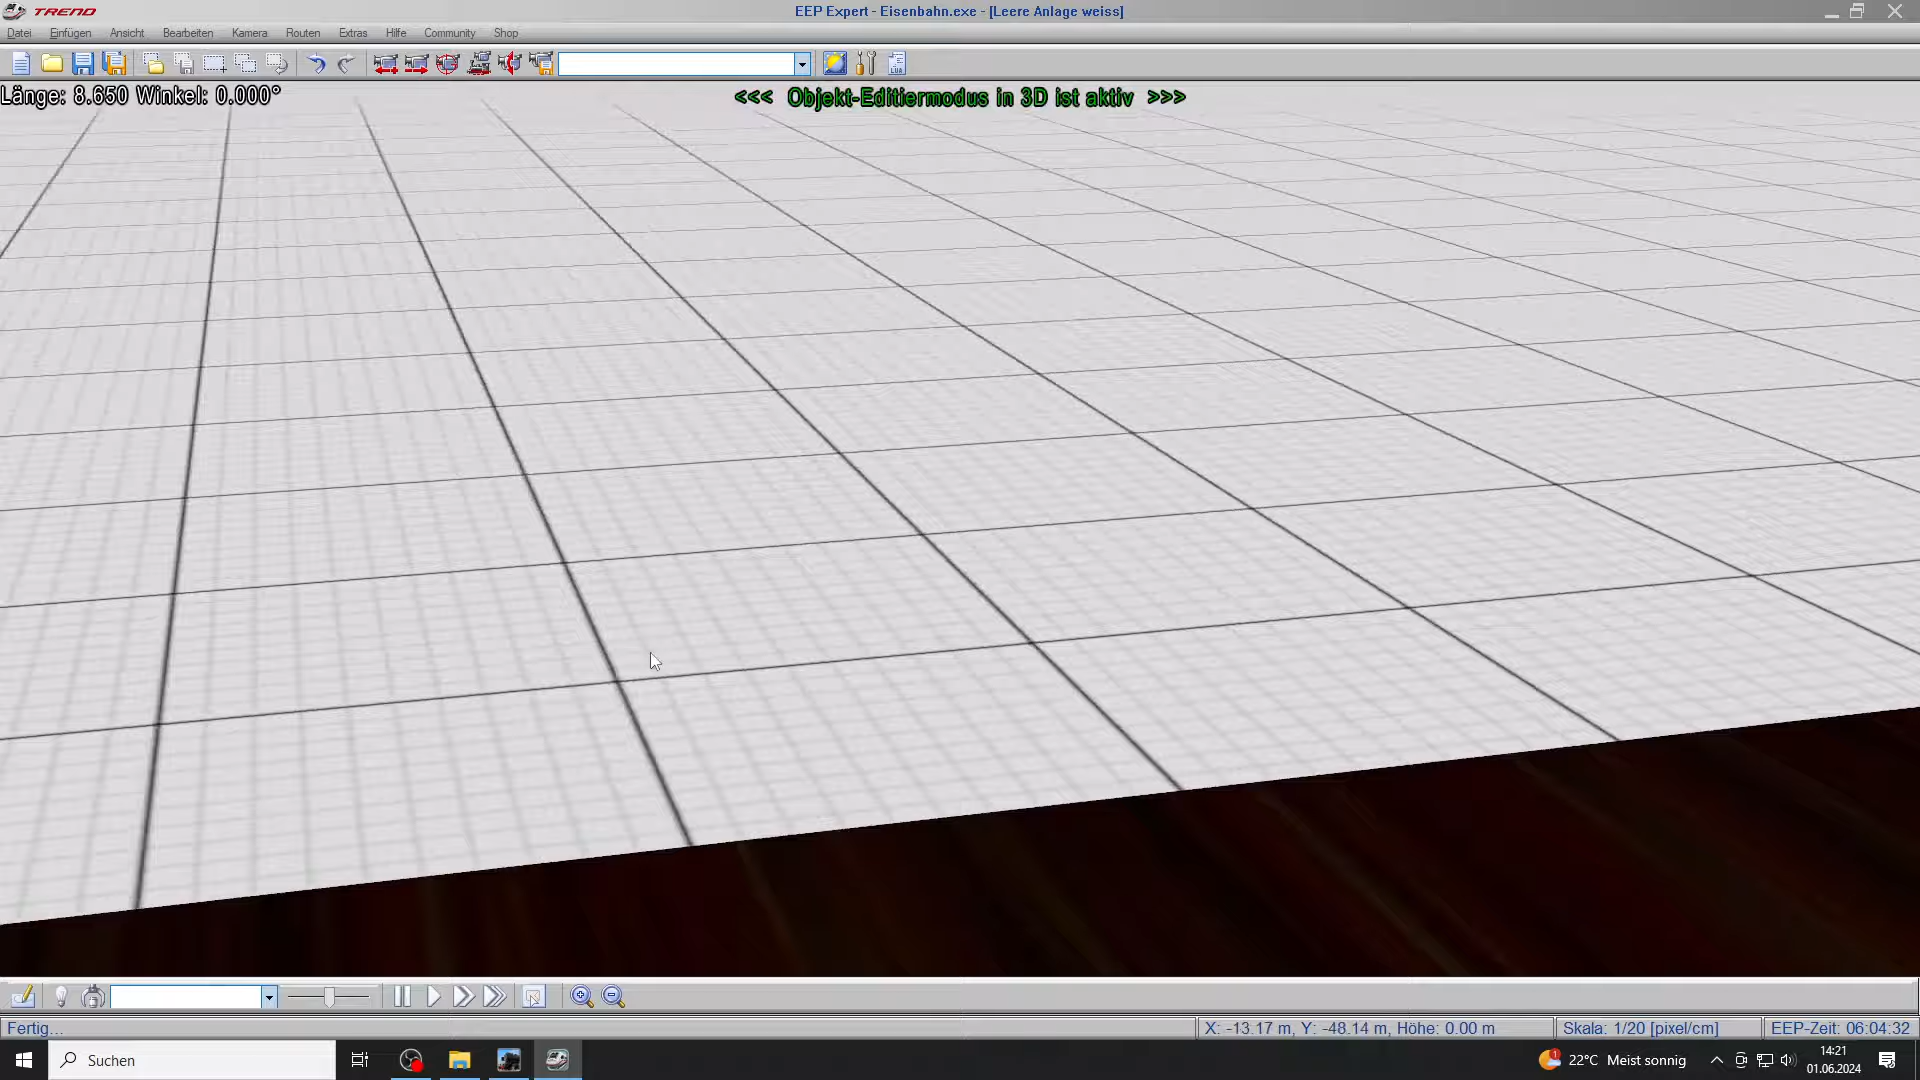 TREND
EEP Expert - Eisenbahn.exe - [Leere Anlage weiss]
Datei Einfügen Ansicht Bearbeiten Kamera Routen Extras Hilfe Community Shop
LUA
Länge: 8.650 Winkel: 0.000°
<<< Objekt-Editiermodus in 3D ist aktiv >>>
Fertig...
X: -13.17 m, Y: -48.14 m, Höhe: 0.00 m
Skala: 1/20 [pixel/cm]
EEP-Zeit: 06:04:32
Suchen
1
22°C Meist sonnig
14:21
01.06.2024